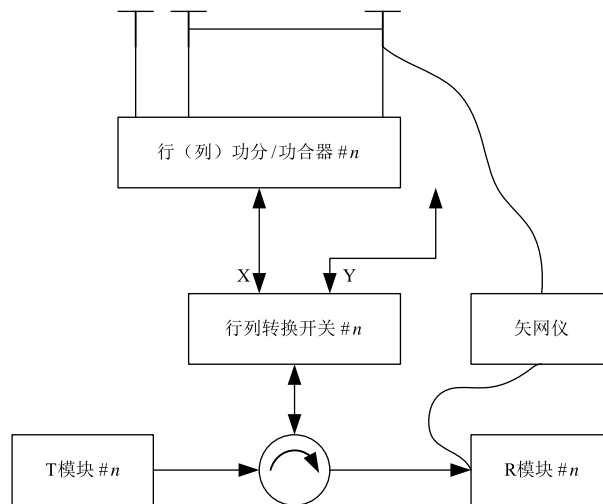 行（列）功分/功合器 #n
X
Y
行列转换开关 #n
矢网仪
T模块 #n
R模块 #n